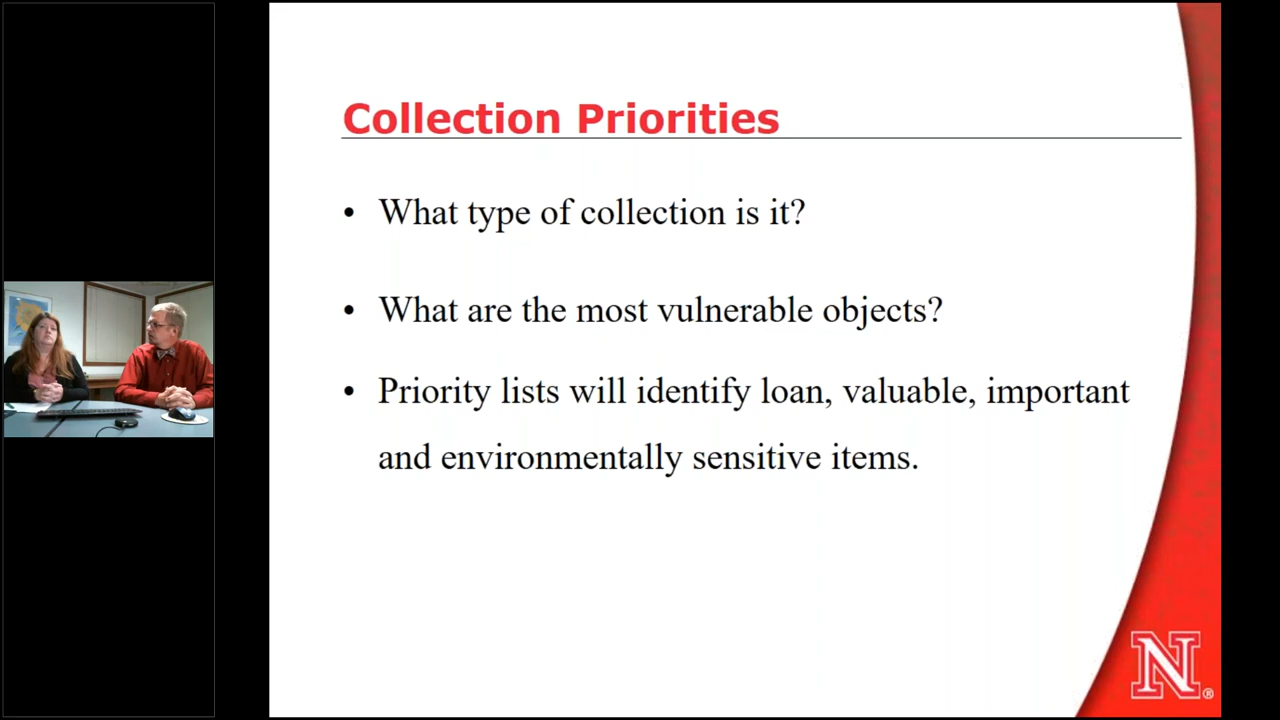 Collection Priorities
• What type of collection is it?
• What are the most vulnerable objects?
• Priority lists will identify loan, valuable, important
and environmentally sensitive items.
N®